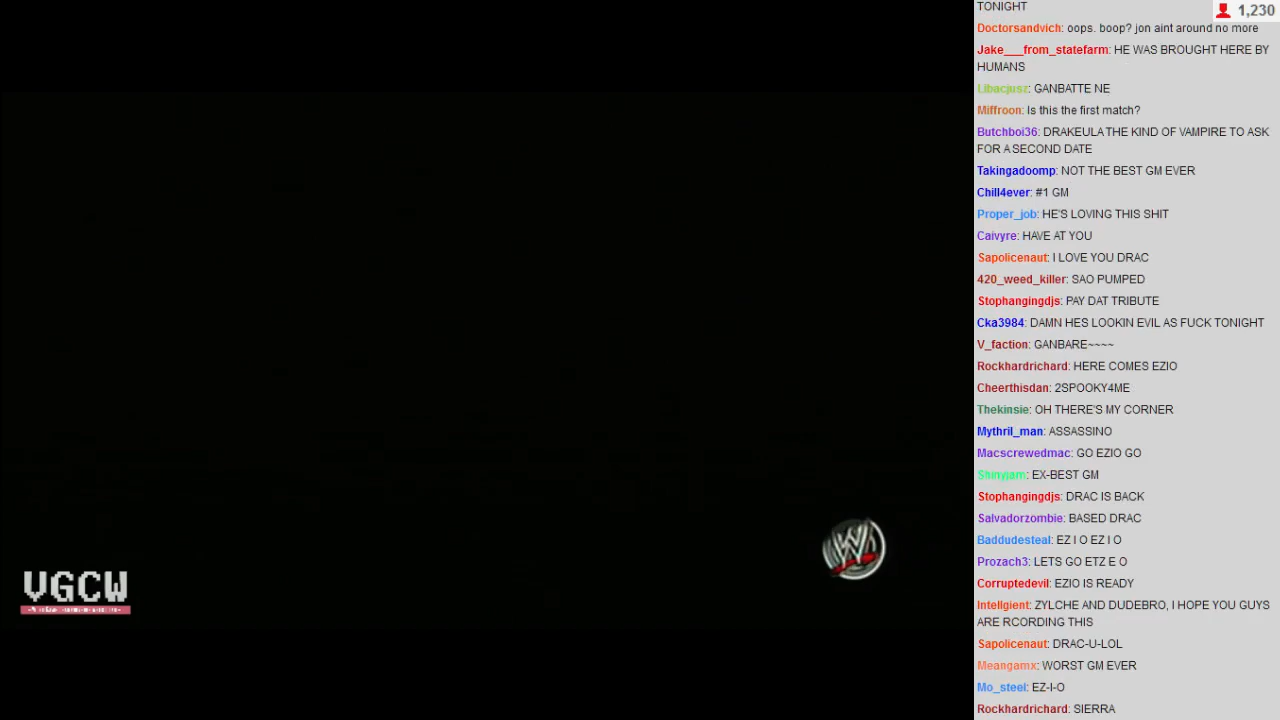 TONIGHT
1,230
Doctorsandvich: oops. boop? jon aint around no more
Jake___from_statefarm: HE WAS BROUGHT HERE BY
HUMANS
Libacjusz: GANBATTE NE
Miffroon: Is this the first match?
Butchboi36: DRAKEULA THE KIND OF VAMPIRE TO ASK
FOR A SECOND DATE
Takingadoomp: NOT THE BEST GM EVER
Chill4ever: #1 GM
Proper_job: HE'S LOVING THIS SHIT
Caivyre: HAVE AT YOU
Sapolicenaut: I LOVE YOU DRAC
420_weed_killer: SAO PUMPED
Stophangingdjs: PAY DAT TRIBUTE
Cka3984: DAMN HES LOOKIN EVIL AS FUCK TONIGHT
V_faction: GANBARE~~~~
Rockhardrichard: HERE COMES EZIO
Cheerthisdan: 2SPOOKY4ME
Thekinsie: OH THERE'S MY CORNER
Mythril_man: ASSASSINO
Macscrewedmac: GO EZIO GO
Shinyjam: EX-BEST GM
Stophangingdjs: DRAC IS BACK
Salvadorzombie: BASED DRAC
Baddudesteal: EZ I O EZ I O
Prozach3: LETS GO ETZ E O
Corruptedevil: EZIO IS READY
Intellgient: ZYLCHE AND DUDEBRO, I HOPE YOU GUYS
ARE RCORDING THIS
Sapolicenaut: DRAC-U-LOL
Meangamx: WORST GM EVER
Mo_steel: EZ-I-O
Rockhardrichard: SIERRA
W
VGCW